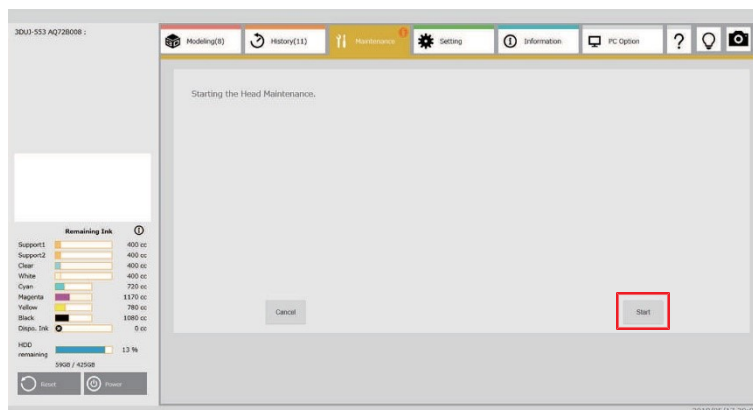 3DUJ-553 AQ728008 :
Modeling(8)
History(11)
Maintenance
Setting
Information
PC Option
?
Starting the Head Maintenance.
Remaining Ink
Support1 400 cc
Support2 400 cc
Clear 400 cc
White 400 cc
Cyan 720 cc
Magenta 1170 cc
Yellow 780 cc
Black 1080 cc
Dispo. Ink 0 cc
HDD
remaining 13 %
59GB / 425GB
Reset
Power
Cancel
Start